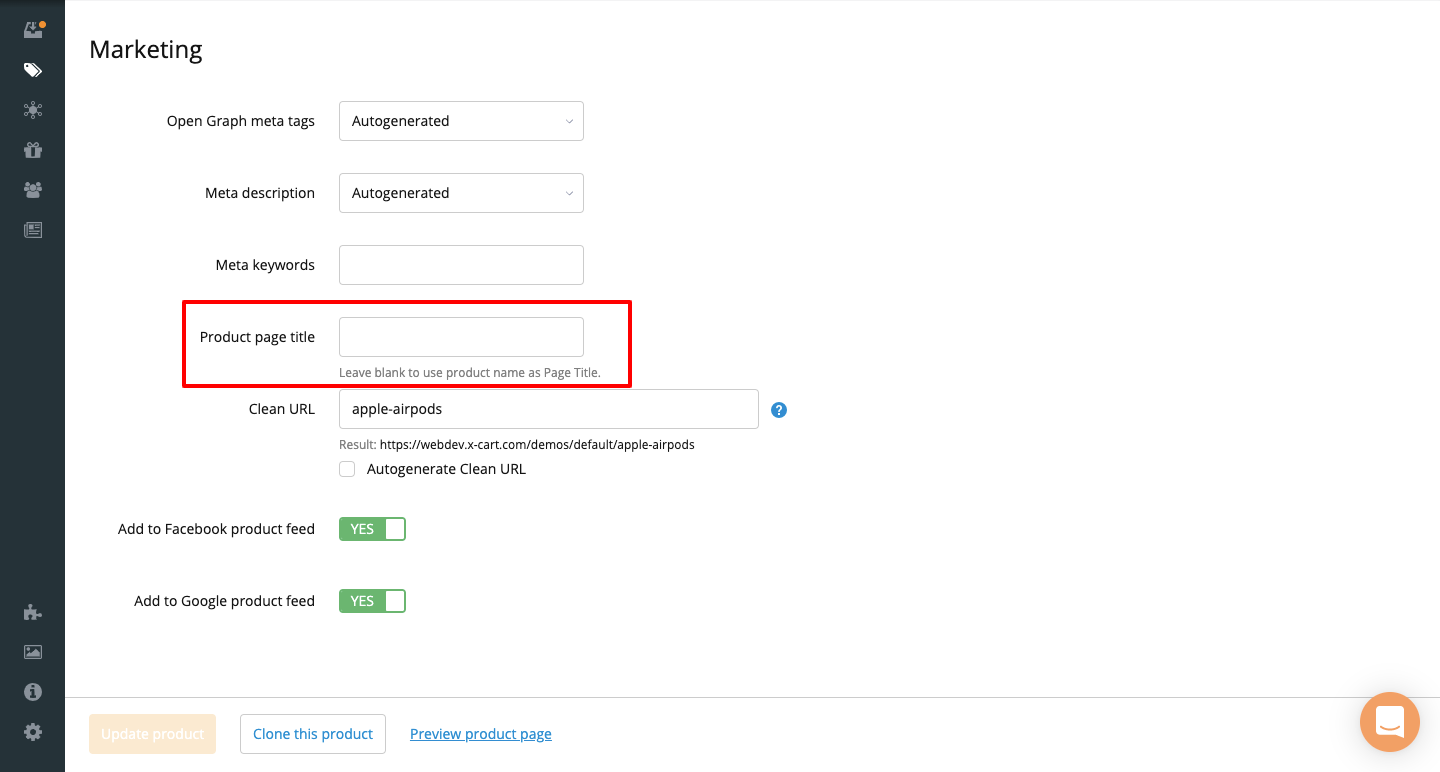 Marketing
Open Graph meta tags Autogenerated
Meta description Autogenerated
Meta keywords
Product page title
Leave blank to use product name as Page Title.
Clean URL apple-airpods ?
Result: https://webdev.x-cart.com/demos/default/apple-airpods
Autogenerate Clean URL
Add to Facebook product feed YES
Add to Google product feed YES
Update product Clone this product Preview product page